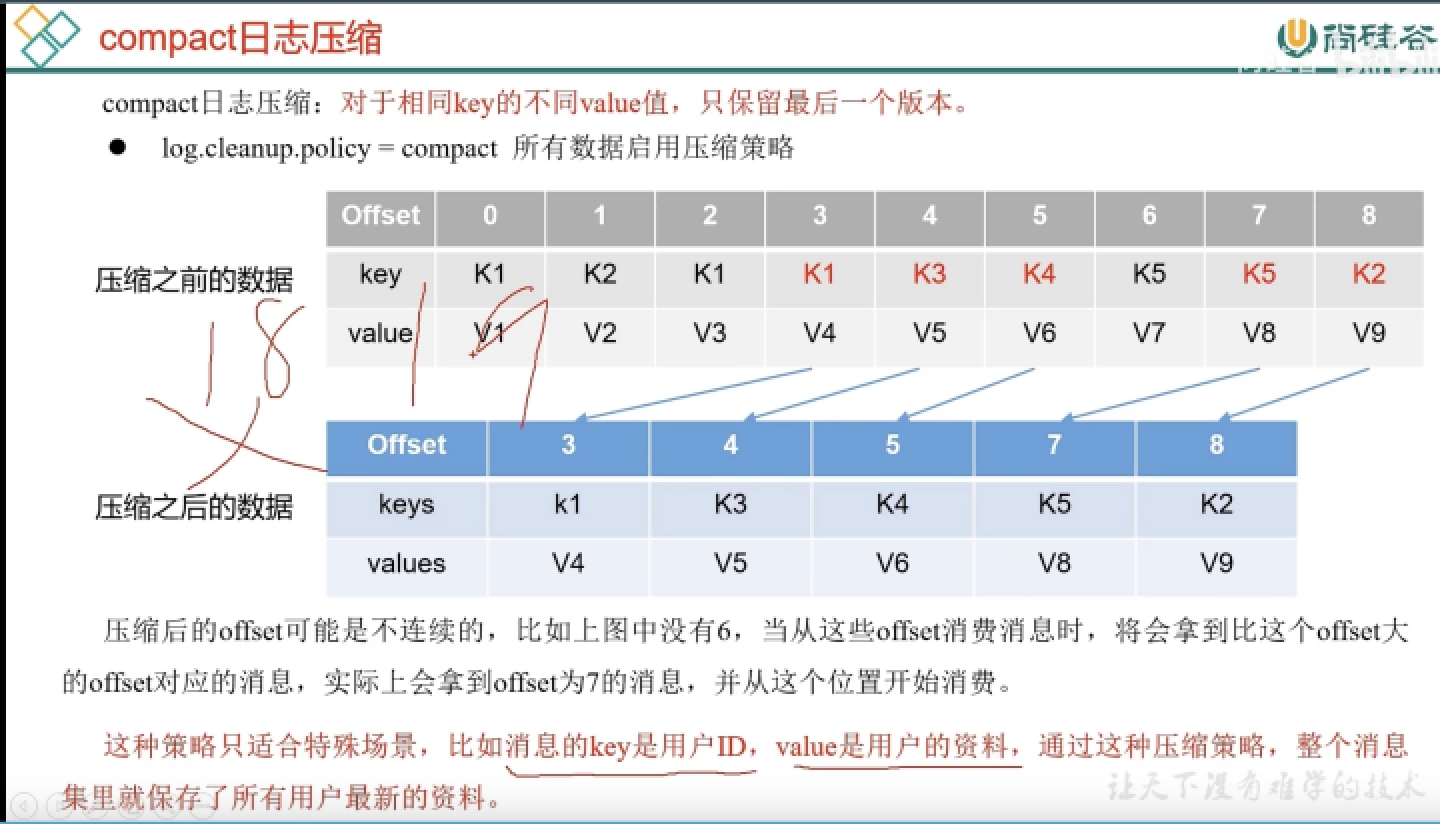 compact日志压缩
尚硅谷
compact日志压缩：对于相同key的不同value值，只保留最后一个版本。
● log.cleanup.policy = compact 所有数据启用压缩策略
压缩之前的数据
Offset 0 1 2 3 4 5 6 7 8
key K1 K2 K1 K1 K3 K4 K5 K5 K2
value V1 V2 V3 V4 V5 V6 V7 V8 V9
18
压缩之后的数据
Offset 3 4 5 7 8
keys k1 K3 K4 K5 K2
values V4 V5 V6 V8 V9
压缩后的offset可能是不连续的，比如上图中没有6，当从这些offset消费消息时，将会拿到比这个offset大
的offset对应的消息，实际上会拿到offset为7的消息，并从这个位置开始消费。
这种策略只适合特殊场景，比如消息的key是用户ID，value是用户的资料，通过这种压缩策略，整个消息
集里就保存了所有用户最新的资料。
让天下没有难学的技术